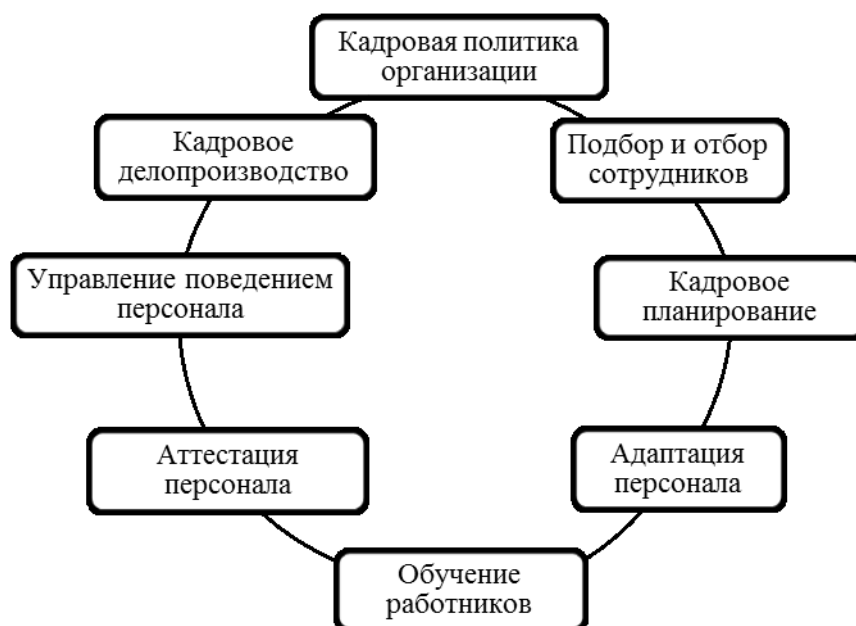 Кадровая политика
организации
Подбор и отбор
сотрудников
Кадровое
планирование
Адаптация
персонала
Обучение
работников
Аттестация
персонала
Управление поведением
персонала
Кадровое
делопроизводство